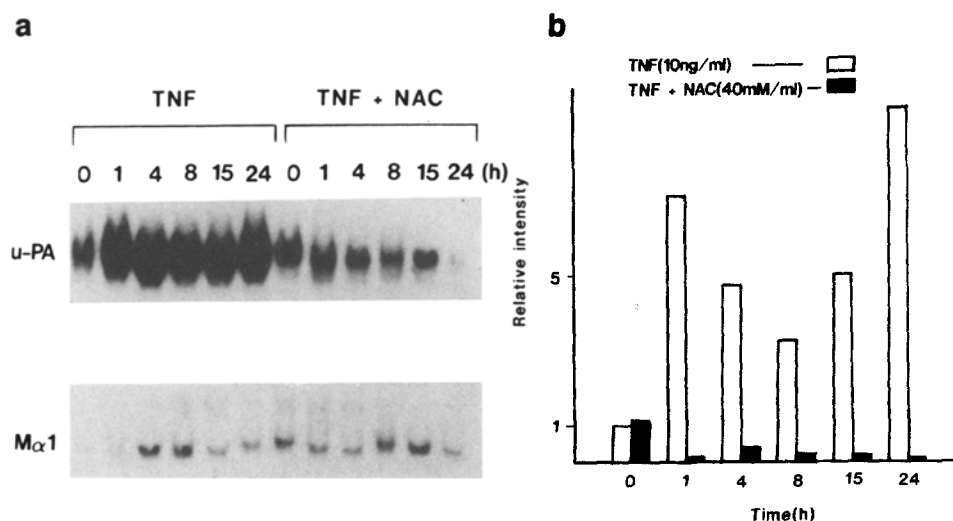 a
TNF
TNF + NAC
0 1 4 8 15 24 0 1 4 8 15 24 (h)
u-PA
Mα1
b
TNF(10ng/ml)
TNF + NAC(40mM/ml)
Relative intensity
5
1
0 1 4 8 15 24
Time(h)